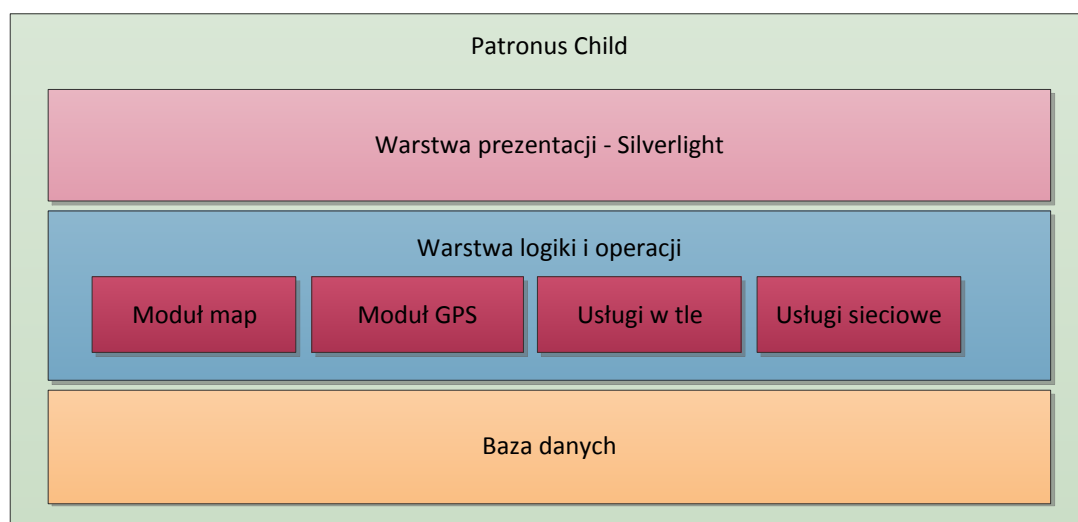 Patronus Child
Warstwa prezentacji - Silverlight
Warstwa logiki i operacji
Moduł map
Moduł GPS
Usługi w tle
Usługi sieciowe
Baza danych